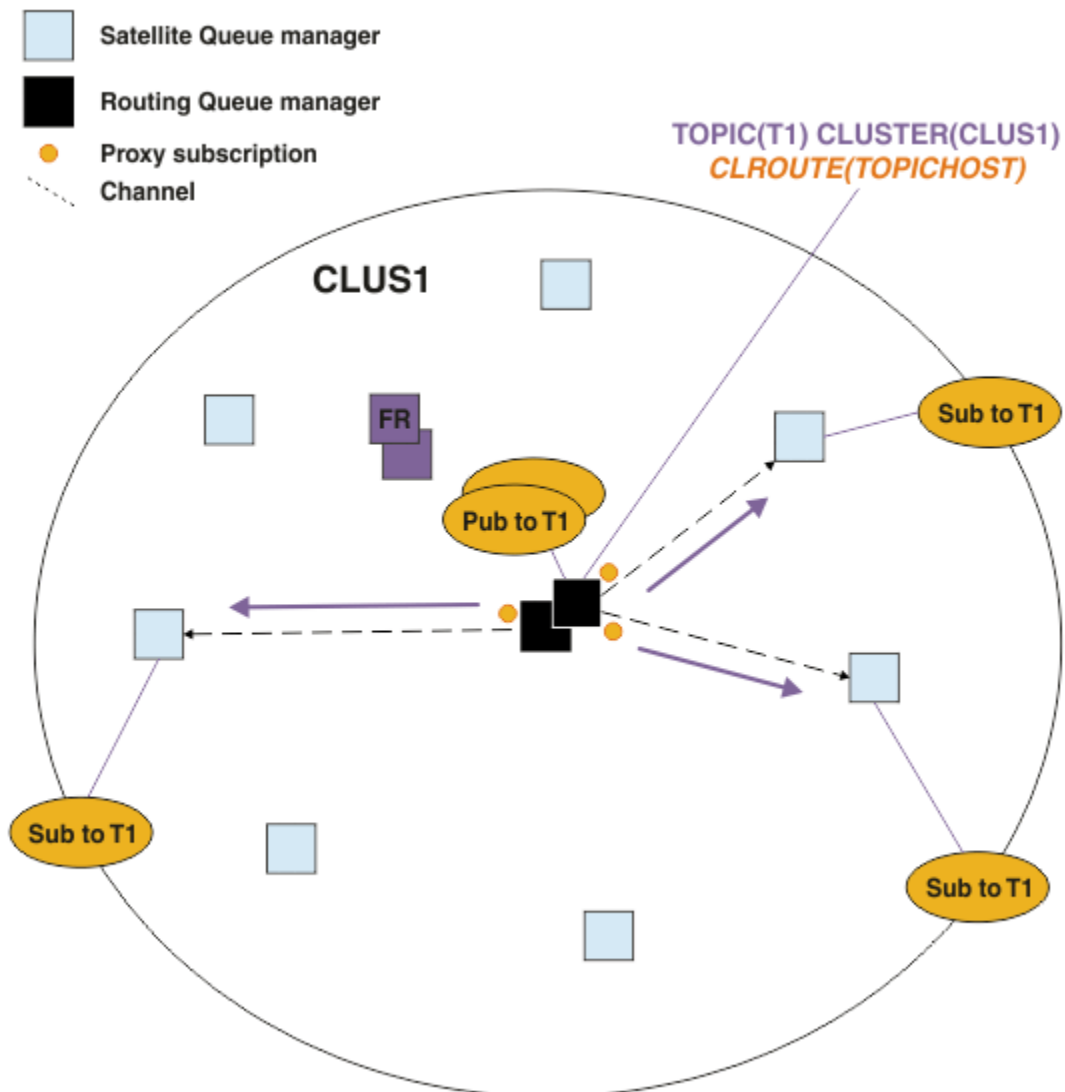 Satellite Queue manager
Routing Queue manager
Proxy subscription
Channel
TOPIC(T1) CLUSTER(CLUS1)
CLROUTE(TOPICHOST)
CLUS1
FR
Sub to T1
Pub to T1
Sub to T1
Sub to T1